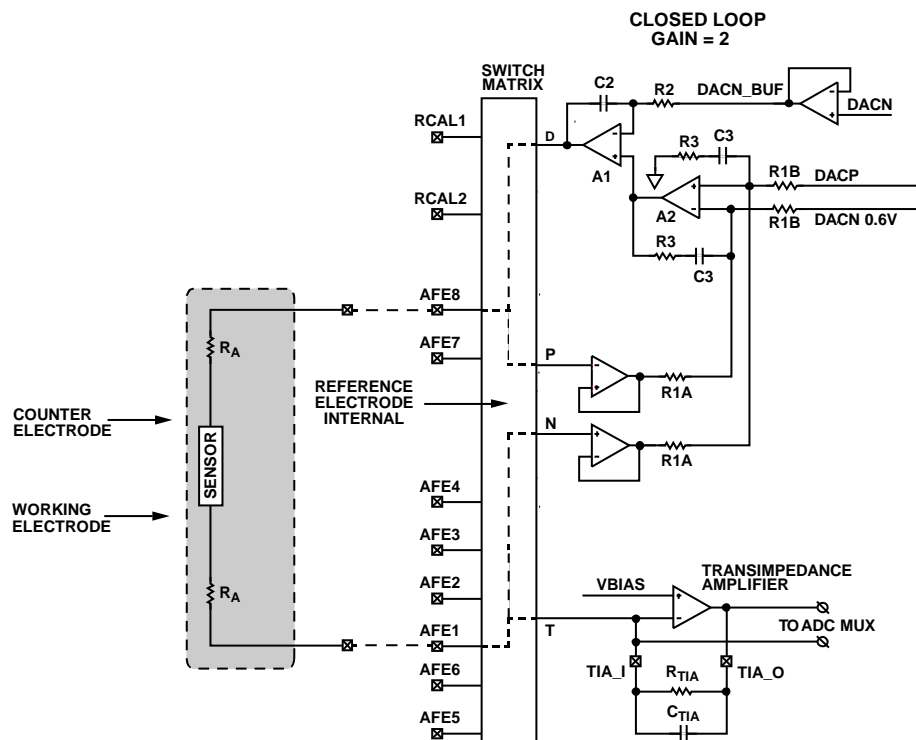 CLOSED LOOP
GAIN = 2
SWITCH
MATRIX
C2
R2
DACN_BUF
DACN
RCAL1
D
A1
R3
C3
R1B
DACP
RCAL2
A2
R1B
DACN 0.6V
R3
C3
AFE8
RA
AFE7
P
R1A
REFERENCE
ELECTRODE
INTERNAL
COUNTER
ELECTRODE
N
R1A
SENSOR
AFE4
WORKING
ELECTRODE
AFE3
TRANSIMPEDANCE
AMPLIFIER
VBIAS
AFE2
RA
AFE1
T
TO ADC MUX
TIA_I
RTIA
TIA_O
AFE6
CTIA
AFE5
+
-
+
-
+
-
-
+
+
-
+
-